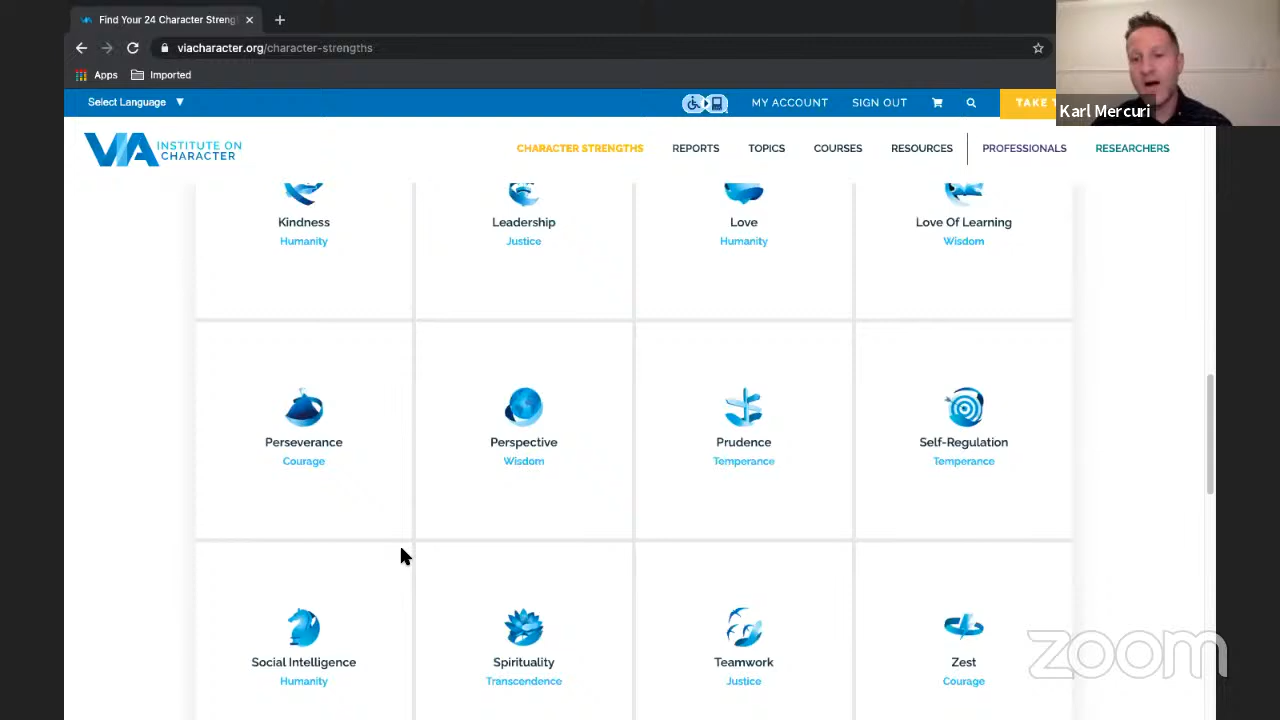 Find Your 24 Character Streng
viacharacter.org/character-strengths
Apps
Imported
Select Language
MY ACCOUNT
SIGN OUT
TAKE
Karl Mercuri
VIA INSTITUTE ON CHARACTER
CHARACTER STRENGTHS
REPORTS
TOPICS
COURSES
RESOURCES
PROFESSIONALS
RESEARCHERS
Kindness
Humanity
Leadership
Justice
Love
Humanity
Love Of Learning
Wisdom
Perseverance
Courage
Perspective
Wisdom
Prudence
Temperance
Self-Regulation
Temperance
Social Intelligence
Humanity
Spirituality
Transcendence
Teamwork
Justice
Zest
Courage
zoom